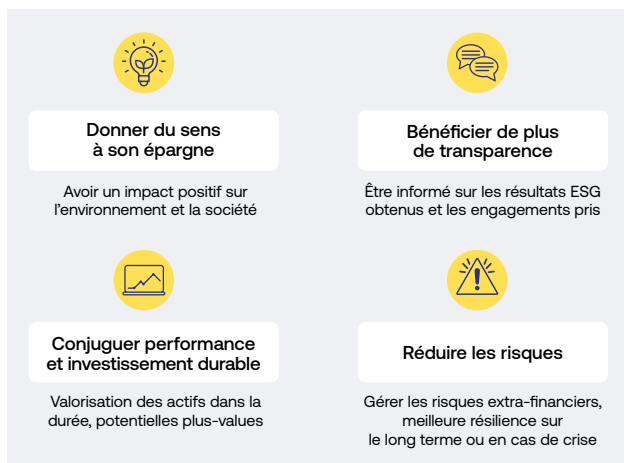 Donner du sens
à son épargne
Avoir un impact positif sur
l'environnement et la société
Bénéficier de plus
de transparence
Être informé sur les résultats ESG
obtenus et les engagements pris
Conjuguer performance
et investissement durable
Valorisation des actifs dans la
durée, potentielles plus-values
Réduire les risques
Gérer les risques extra-financiers,
meilleure résilience sur
le long terme ou en cas de crise